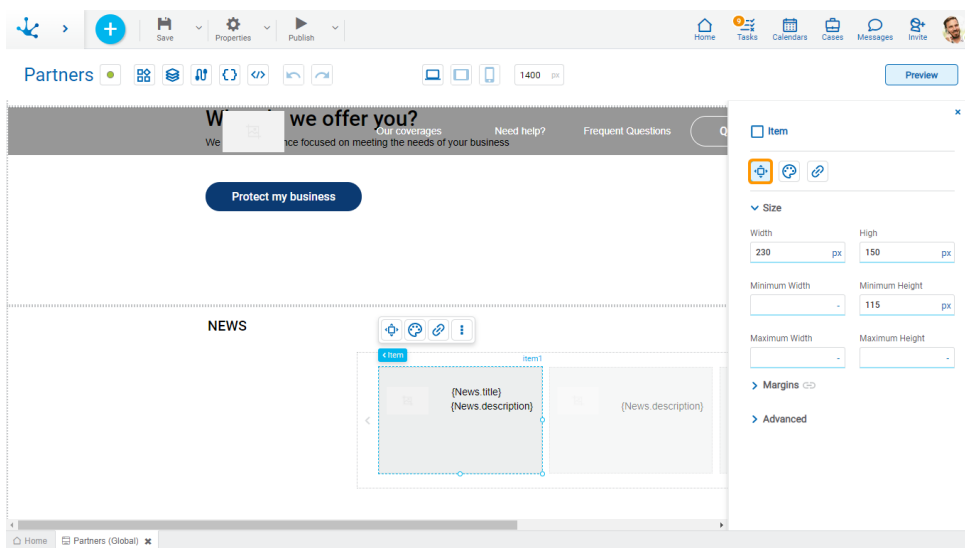 Save
Properties
Publish
Home
9
Tasks
Calendars
Cases
Messages
Invite
Partners
1400 px
Preview
we offer you?
Our coverages
Need help?
Frequent Questions
We
nce focused on meeting the needs of your business
Protect my business
Item
Size
Width
High
230 px
150 px
Minimum Width
Minimum Height
-
115 px
Maximum Width
Maximum Height
-
-
Margins
Advanced
NEWS
Item
item1
{News.title}
{News.description}
{News.description}
Home
Partners (Global)